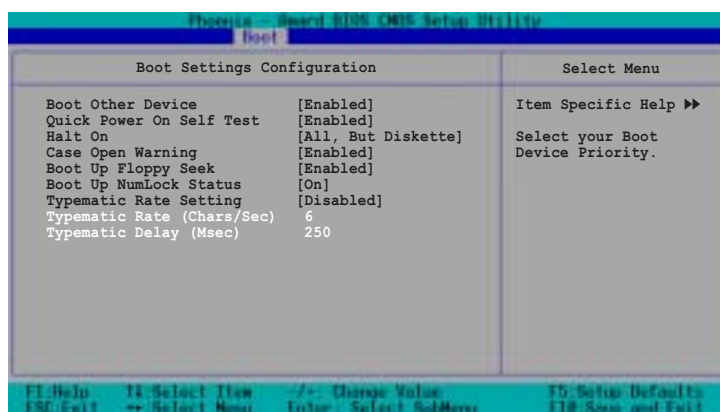 Phoenix - Award BIOS CMOS Setup Utility
Boot
Boot Settings Configuration
Select Menu
Boot Other Device [Enabled]
Quick Power On Self Test [Enabled]
Halt On [All, But Diskette]
Case Open Warning [Enabled]
Boot Up Floppy Seek [Enabled]
Boot Up NumLock Status [On]
Typematic Rate Setting [Disabled]
Typematic Rate (Chars/Sec) 6
Typematic Delay (Msec) 250
Item Specific Help ▶▶
Select your Boot
Device Priority.
F1:Help ↑↓:Select Item -/+: Change Value F5:Setup Defaults
ESC:Exit ↔:Select Menu Enter: Select SubMenu F10:Save and Exit